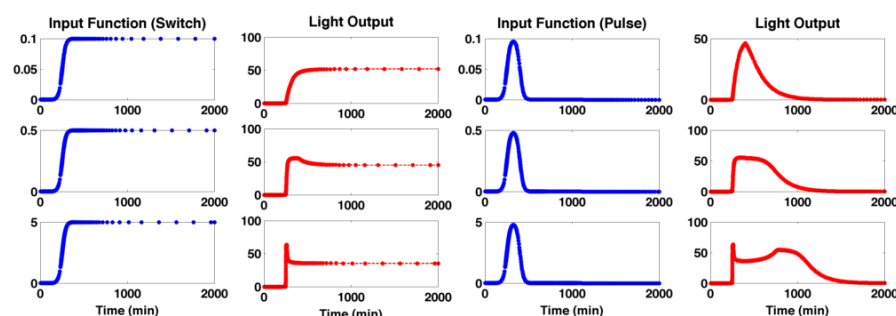 Input Function (Switch) Light Output Input Function (Pulse) Light Output
0.1 100 0.1
0.05 50 0.05 50
0 0 0 0
0 1000 2000 0 1000 2000 0 1000 2000 0 1000 2000
0.5 100 0.5 100
50 50
0 0 0 0
0 1000 2000 0 1000 2000 0 1000 2000 0 1000 2000
5 100 5 100
50 50
0 0 0 0
0 1000 2000 0 1000 2000 0 1000 2000 0 1000 2000
Time (min) Time (min) Time (min) Time (min)